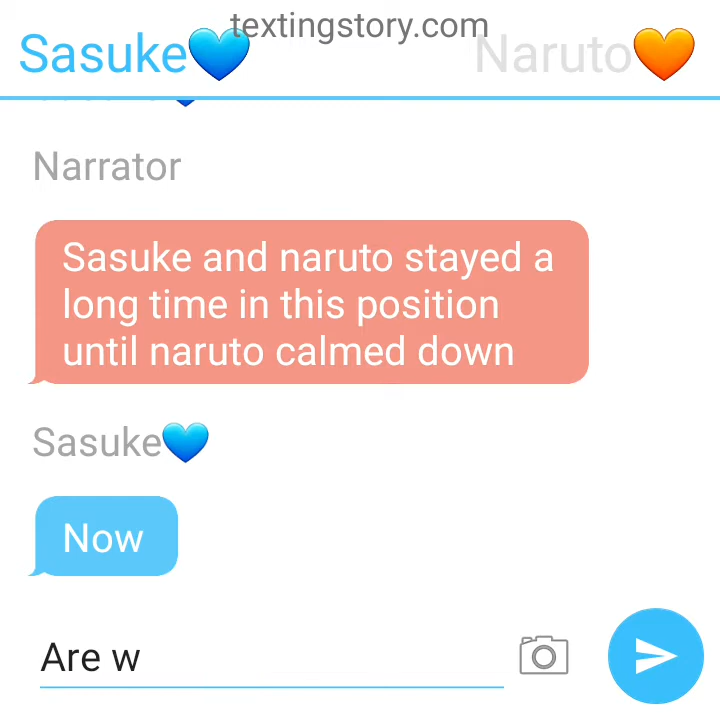 textingstory.com
Sasuke💙 Naruto🧡
Narrator
Sasuke and naruto stayed a
long time in this position
until naruto calmed down
Sasuke💙
Now
Are w